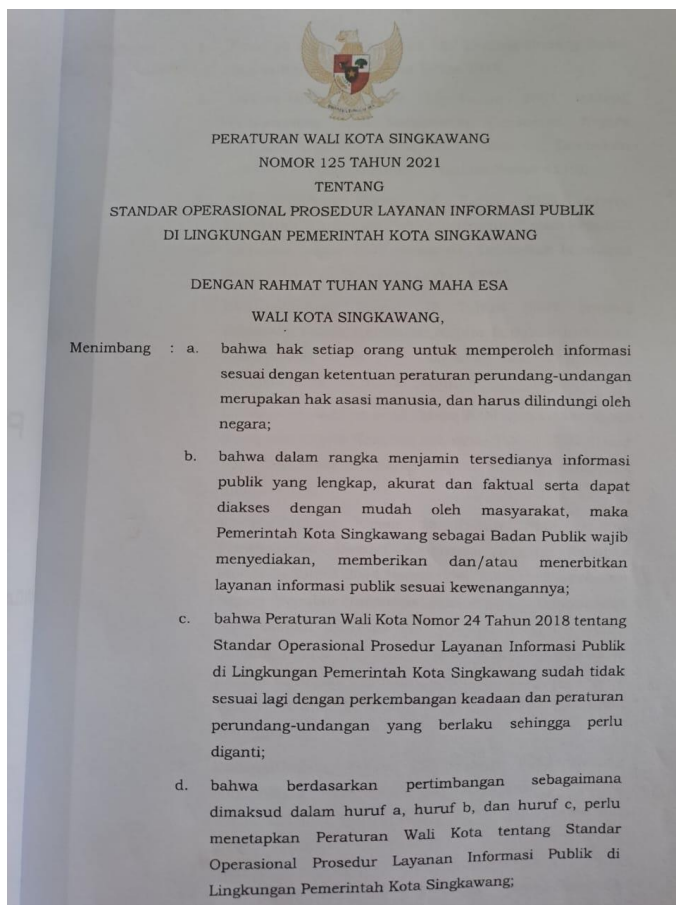 PERATURAN WALI KOTA SINGKAWANG
NOMOR 125 TAHUN 2021
TENTANG
STANDAR OPERASIONAL PROSEDUR LAYANAN INFORMASI PUBLIK
DI LINGKUNGAN PEMERINTAH KOTA SINGKAWANG
DENGAN RAHMAT TUHAN YANG MAHA ESA
WALI KOTA SINGKAWANG,
Menimbang : a. bahwa hak setiap orang untuk memperoleh informasi
sesuai dengan ketentuan peraturan perundang-undangan
merupakan hak asasi manusia, dan harus dilindungi oleh
negara;
b. bahwa dalam rangka menjamin tersedianya informasi
publik yang lengkap, akurat dan faktual serta dapat
diakses dengan mudah oleh masyarakat, maka
Pemerintah Kota Singkawang sebagai Badan Publik wajib
menyediakan, memberikan dan/atau menerbitkan
layanan informasi publik sesuai kewenangannya;
c. bahwa Peraturan Wali Kota Nomor 24 Tahun 2018 tentang
Standar Operasional Prosedur Layanan Informasi Publik
di Lingkungan Pemerintah Kota Singkawang sudah tidak
sesuai lagi dengan perkembangan keadaan dan peraturan
perundang-undangan yang berlaku sehingga perlu
diganti;
d. bahwa berdasarkan pertimbangan sebagaimana
dimaksud dalam huruf a, huruf b, dan huruf c, perlu
menetapkan Peraturan Wali Kota tentang Standar
Operasional Prosedur Layanan Informasi Publik di
Lingkungan Pemerintah Kota Singkawang;